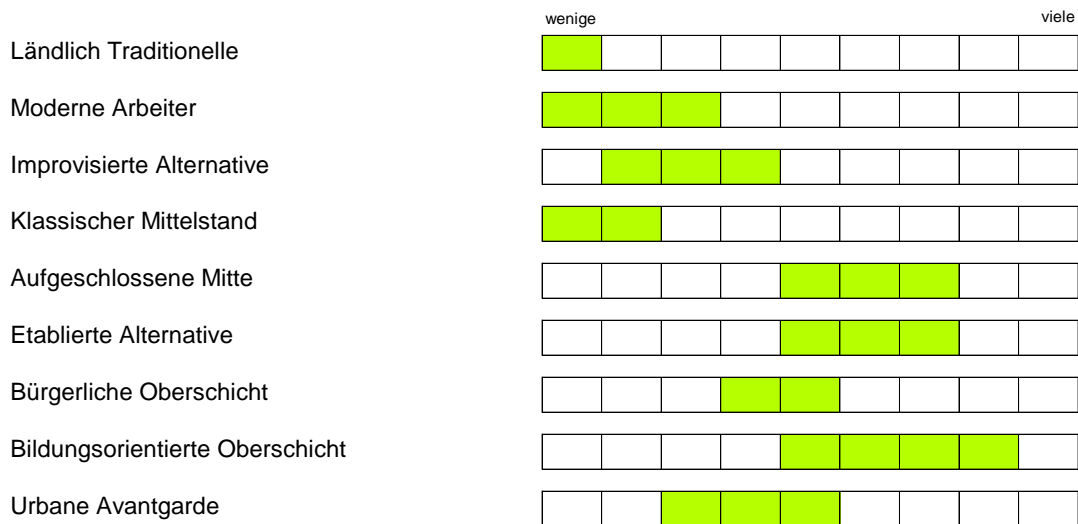 wenige viele
Ländlich Traditionelle
Moderne Arbeiter
Improvisierte Alternative
Klassischer Mittelstand
Aufgeschlossene Mitte
Etablierte Alternative
Bürgerliche Oberschicht
Bildungsorientierte Oberschicht
Urbane Avantgarde